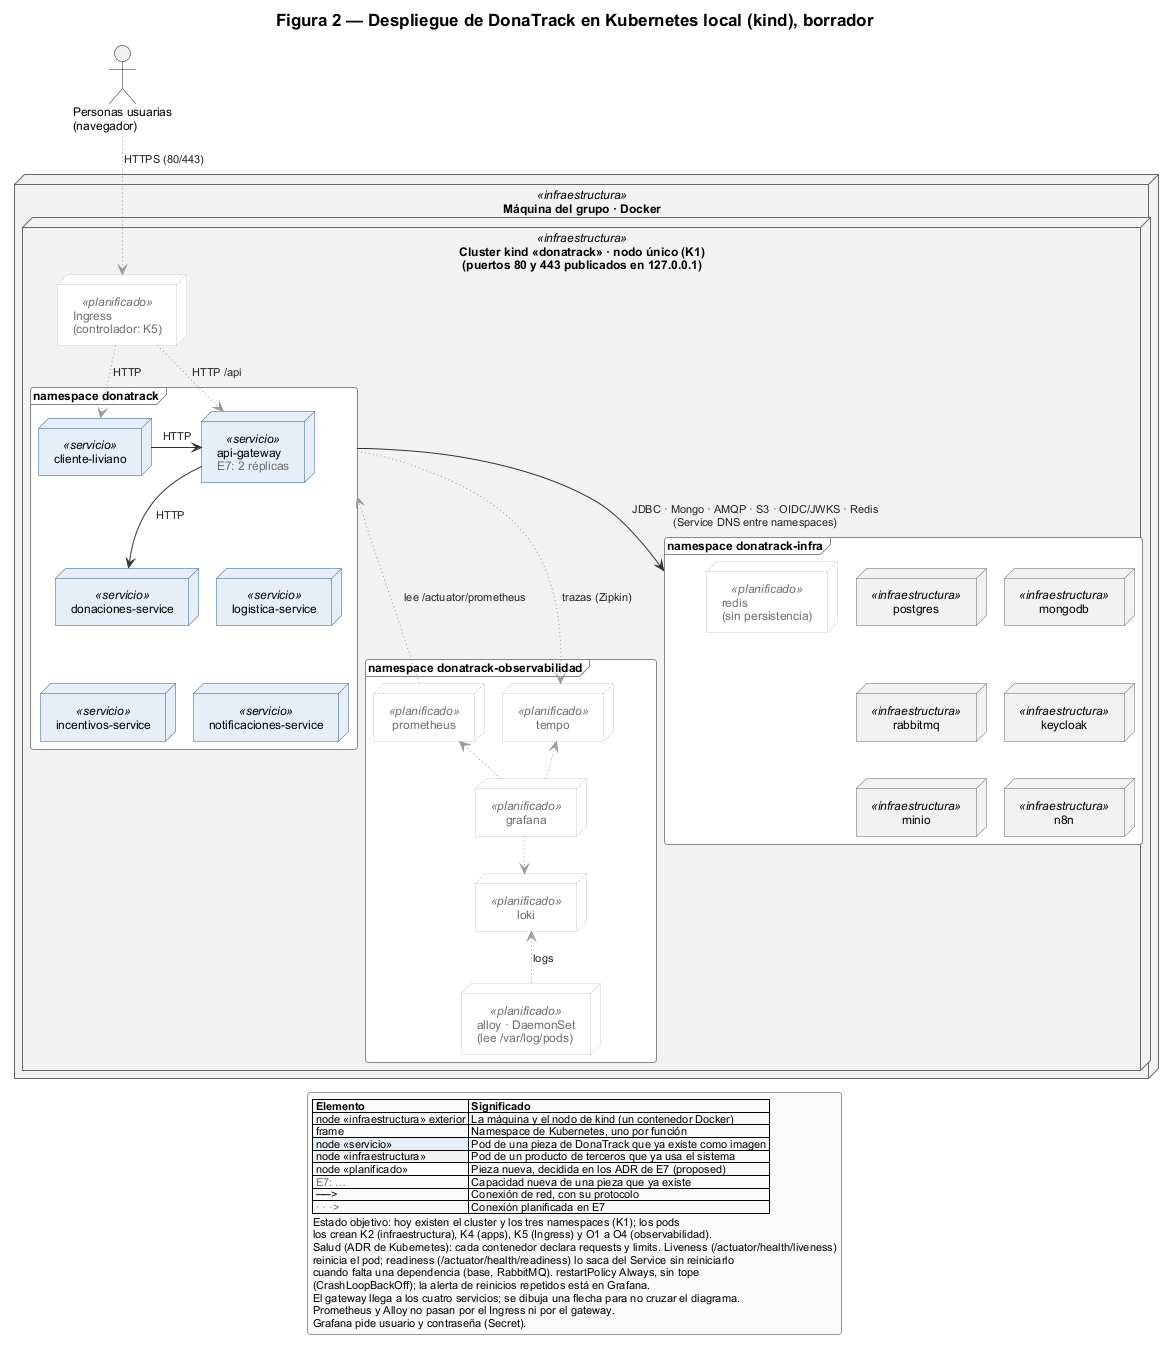 Figura 2 — Despliegue de DonaTrack en Kubernetes local (kind), borrador
Personas usuarias
(navegador)
HTTPS (80/443)
«infraestructura»
Máquina del grupo · Docker
«infraestructura»
Cluster kind «donatrack» · nodo único (K1)
(puertos 80 y 443 publicados en 127.0.0.1)
«planificado»
Ingress
(controlador: K5)
HTTP
HTTP /api
namespace donatrack
«servicio»
cliente-liviano
HTTP
«servicio»
api-gateway
E7: 2 réplicas
HTTP
«servicio»
donaciones-service
«servicio»
logistica-service
«servicio»
incentivos-service
«servicio»
notificaciones-service
lee /actuator/prometheus
trazas (Zipkin)
JDBC · Mongo · AMQP · S3 · OIDC/JWKS · Redis
(Service DNS entre namespaces)
namespace donatrack-infra
«planificado»
redis
(sin persistencia)
«infraestructura»
postgres
«infraestructura»
mongodb
«infraestructura»
rabbitmq
«infraestructura»
keycloak
«infraestructura»
minio
«infraestructura»
n8n
namespace donatrack-observabilidad
«planificado»
prometheus
«planificado»
tempo
«planificado»
grafana
«planificado»
loki
logs
«planificado»
alloy · DaemonSet
(lee /var/log/pods)
Elemento Significado
node «infraestructura» exterior La máquina y el nodo de kind (un contenedor Docker)
frame Namespace de Kubernetes, uno por función
node «servicio» Pod de una pieza de DonaTrack que ya existe como imagen
node «infraestructura» Pod de un producto de terceros que ya usa el sistema
node «planificado» Pieza nueva, decidida en los ADR de E7 (proposed)
E7: ... Capacidad nueva de una pieza que ya existe
──> Conexión de red, con su protocolo
· · ·> Conexión planificada en E7
Estado objetivo: hoy existen el cluster y los tres namespaces (K1); los pods
los crean K2 (infraestructura), K4 (apps), K5 (Ingress) y O1 a O4 (observabilidad).
Salud (ADR de Kubernetes): cada contenedor declara requests y limits. Liveness (/actuator/health/liveness)
reinicia el pod; readiness (/actuator/health/readiness) lo saca del Service sin reiniciarlo
cuando falta una dependencia (base, RabbitMQ). restartPolicy Always, sin tope
(CrashLoopBackOff); la alerta de reinicios repetidos está en Grafana.
El gateway llega a los cuatro servicios; se dibuja una flecha para no cruzar el diagrama.
Prometheus y Alloy no pasan por el Ingress ni por el gateway.
Grafana pide usuario y contraseña (Secret).